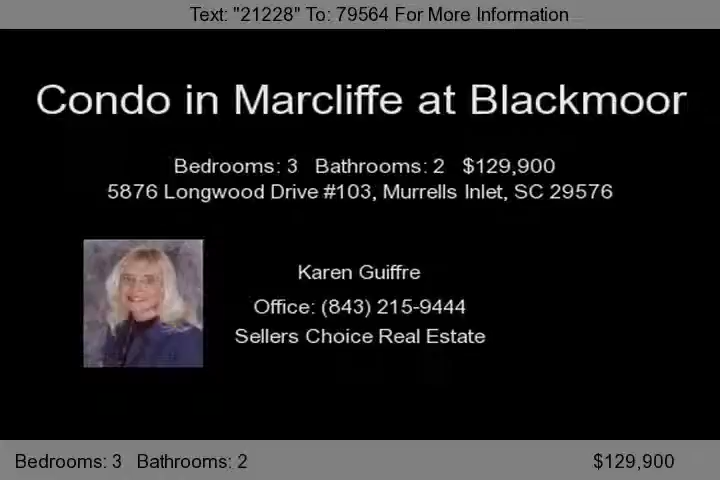 Text: "21228" To: 79564 For More Information
Condo in Marcliffe at Blackmoor
Bedrooms: 3 Bathrooms: 2 $129,900
5876 Longwood Drive #103, Murrells Inlet, SC 29576
Karen Guiffre
Office: (843) 215-9444
Sellers Choice Real Estate
Bedrooms: 3 Bathrooms: 2 $129,900